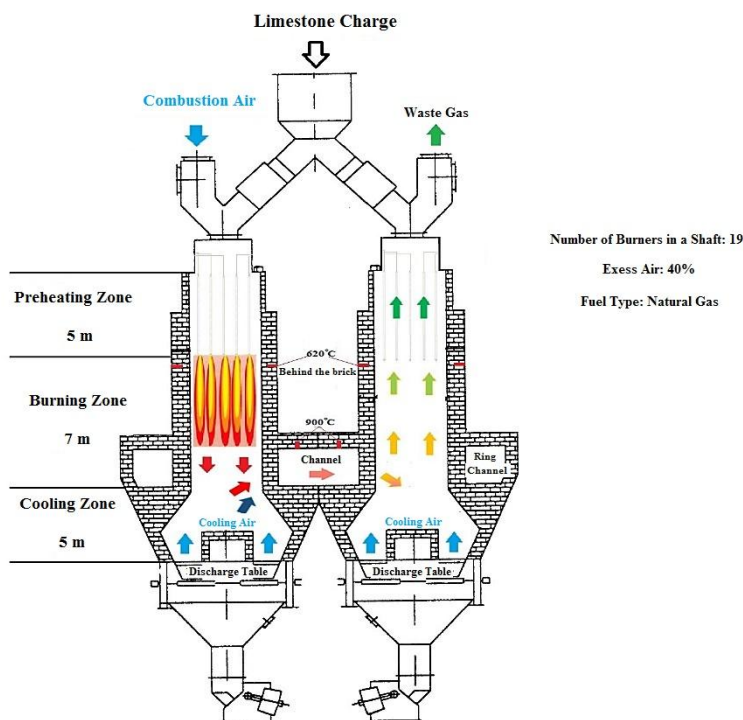 Limestone Charge
Combustion Air
Waste Gas
Number of Burners in a Shaft: 19
Exess Air: 40%
Fuel Type: Natural Gas
Preheating Zone
5 m
620°C
Behind the brick
Burning Zone
7 m
900°C
Channel
Ring
Channel
Cooling Zone
5 m
Cooling Air
Cooling Air
Discharge Table
Discharge Table